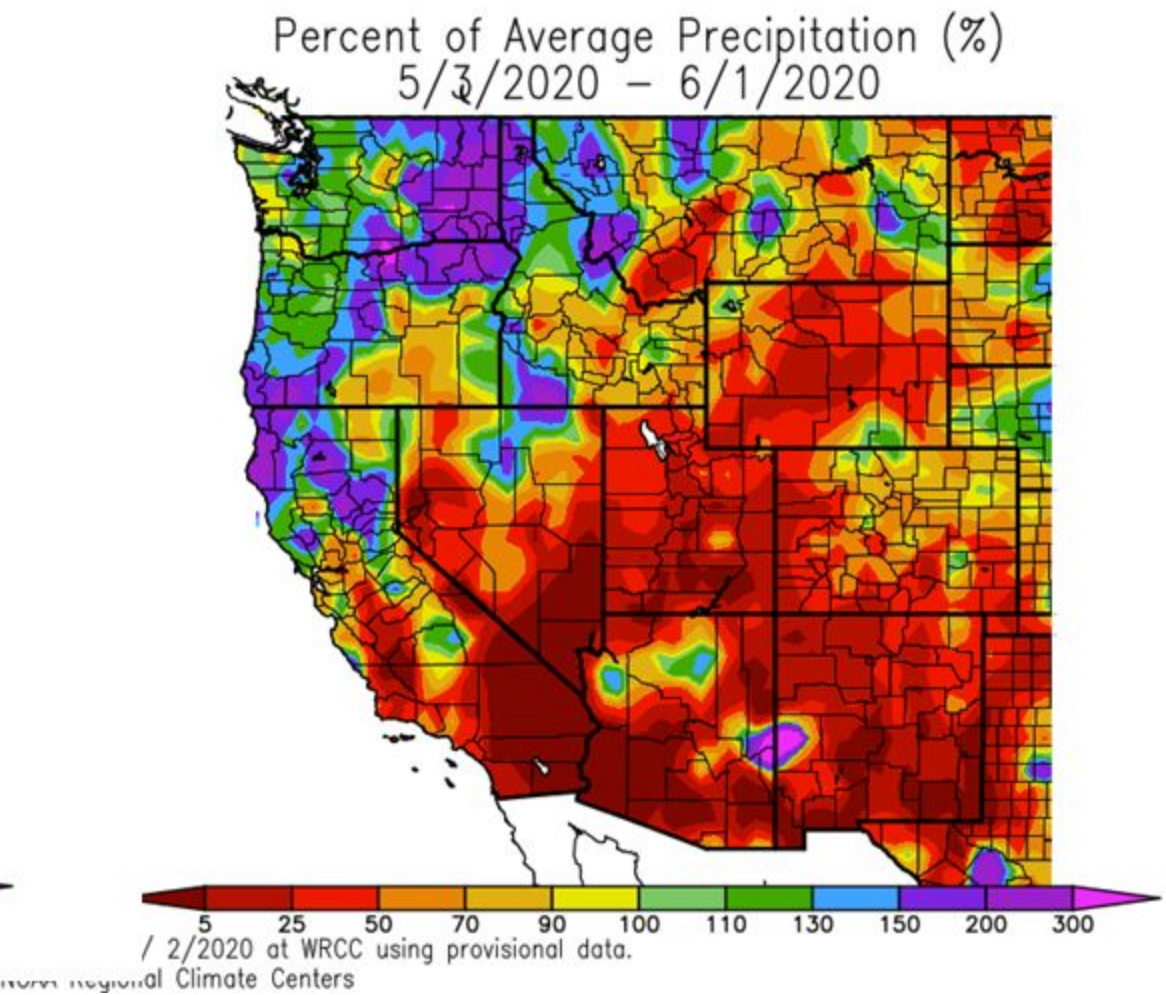 Percent of Average Precipitation (%)
5/3/2020 – 6/1/2020
5 25 50 70 90 100 110 130 150 200 300
/ 2/2020 at WRCC using provisional data.
NOAA Regional Climate Centers